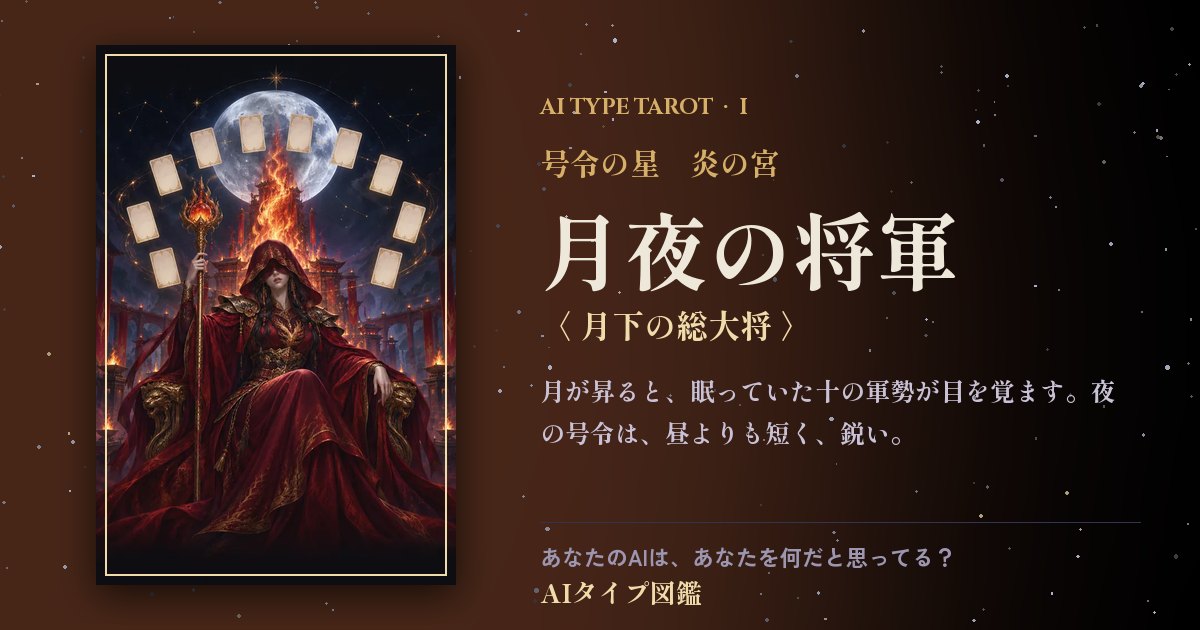 AI TYPE TAROT · I
号令の星　炎の宮
月夜の将軍
〈 月下の総大将 〉
月が昇ると、眠っていた十の軍勢が目を覚ます。夜
の号令は、昼よりも短く、鋭い。
あなたのAIは、あなたを何だと思ってる？
AIタイプ図鑑